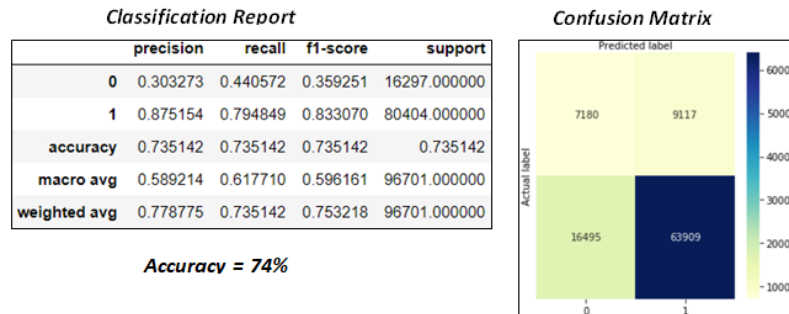 Classification Report
precision recall f1-score support
0 0.303273 0.440572 0.359251 16297.000000
1 0.875154 0.794849 0.833070 80404.000000
accuracy 0.735142 0.735142 0.735142 0.735142
macro avg 0.589214 0.617710 0.596161 96701.000000
weighted avg 0.778775 0.735142 0.753218 96701.000000
Accuracy = 74%
Confusion Matrix
Predicted label
Actual label
7180 9117
16495 63909
0 1
6000
5000
4000
3000
2000
1000